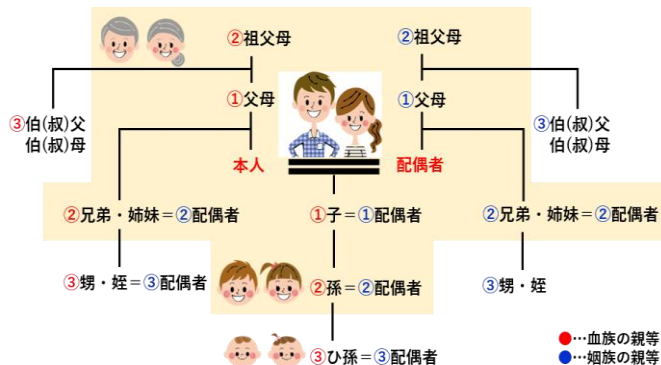 ②祖父母
②祖父母
①父母
①父母
③伯(叔)父
伯(叔)母
③伯(叔)父
伯(叔)母
本人
配偶者
②兄弟・姉妹=②配偶者
①子=①配偶者
②兄弟・姉妹=②配偶者
③甥・姪=③配偶者
②孫=②配偶者
③甥・姪
③ひ孫=③配偶者
●…血族の親等
●…姻族の親等